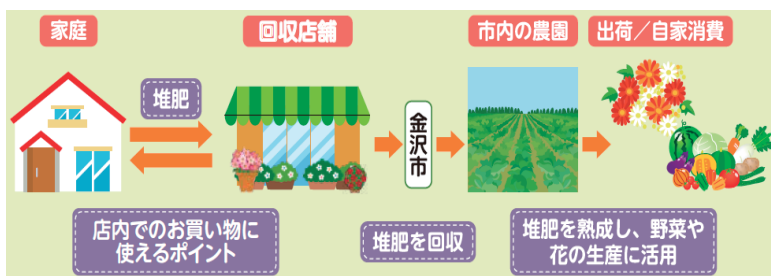 家庭
回収店舗
市内の農園
出荷／自家消費
堆肥
金沢市
店内でのお買い物に
使えるポイント
堆肥を回収
堆肥を熟成し、野菜や
花の生産に活用